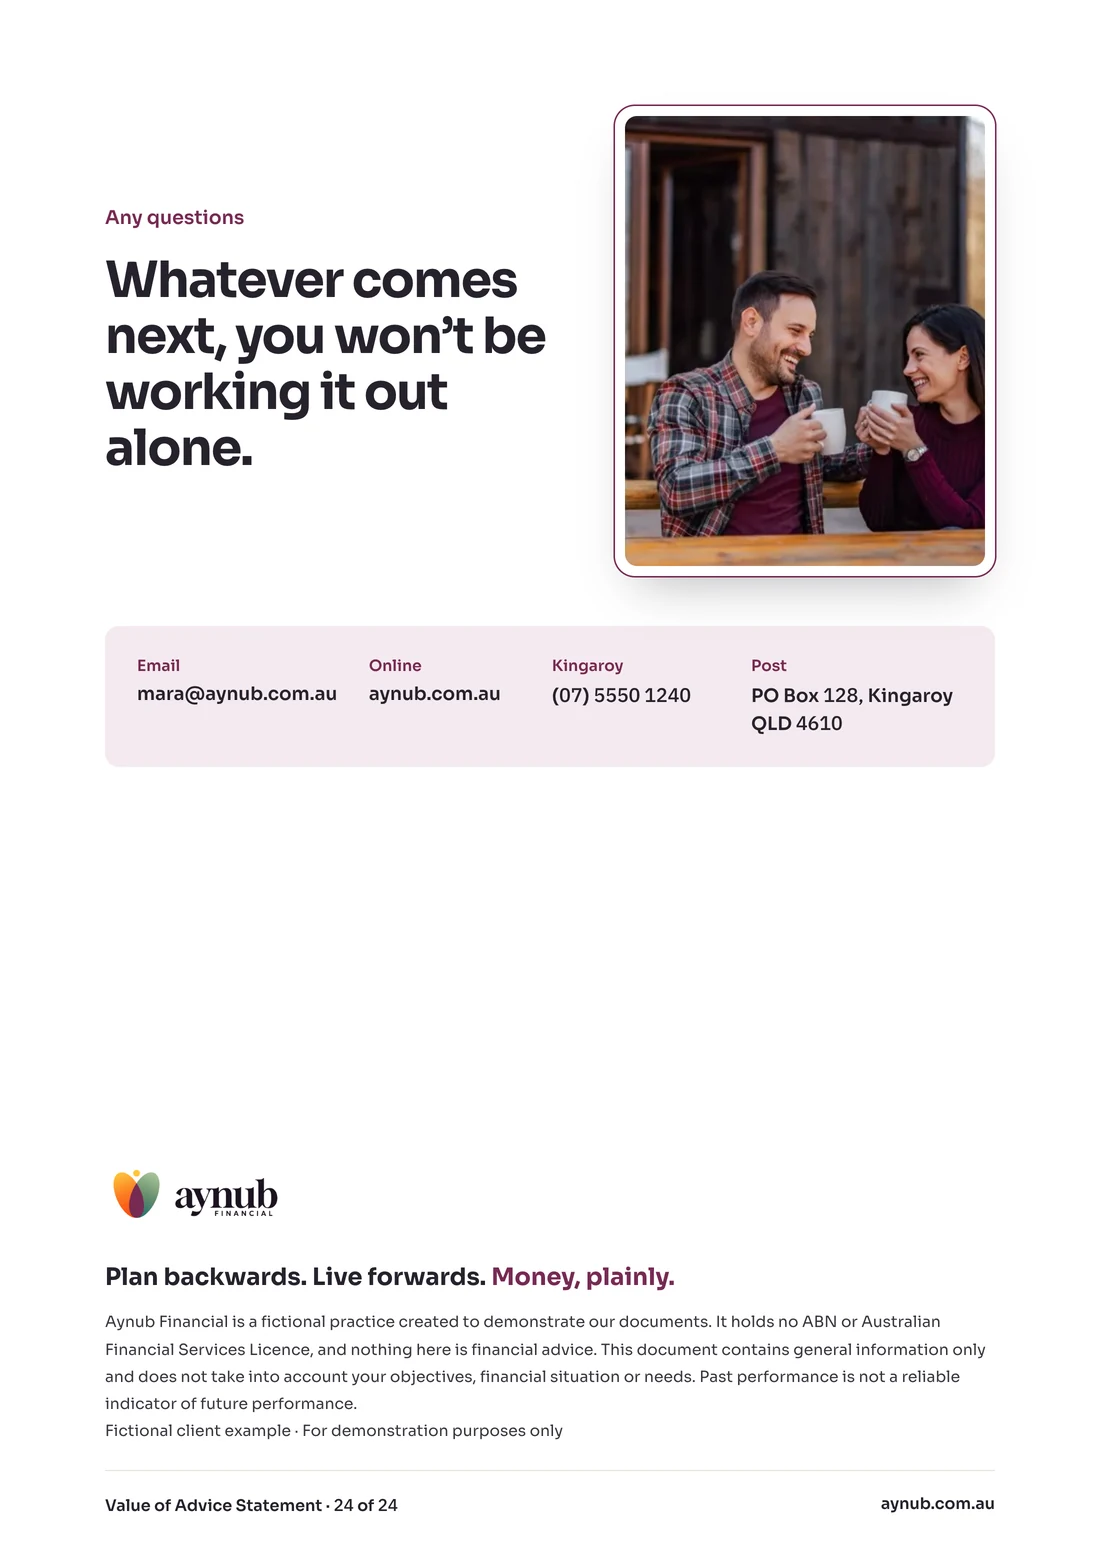 Any questions
Whatever comes
next, you won’t be
working it out
alone.
Email
mara@aynub.com.au
Online
aynub.com.au
Kingaroy
(07) 5550 1240
Post
PO Box 128, Kingaroy
QLD 4610
aynub
FINANCIAL
Plan backwards. Live forwards. Money, plainly.
Aynub Financial is a fictional practice created to demonstrate our documents. It holds no ABN or Australian
Financial Services Licence, and nothing here is financial advice. This document contains general information only
and does not take into account your objectives, financial situation or needs. Past performance is not a reliable
indicator of future performance.
Fictional client example · For demonstration purposes only
Value of Advice Statement · 24 of 24
aynub.com.au